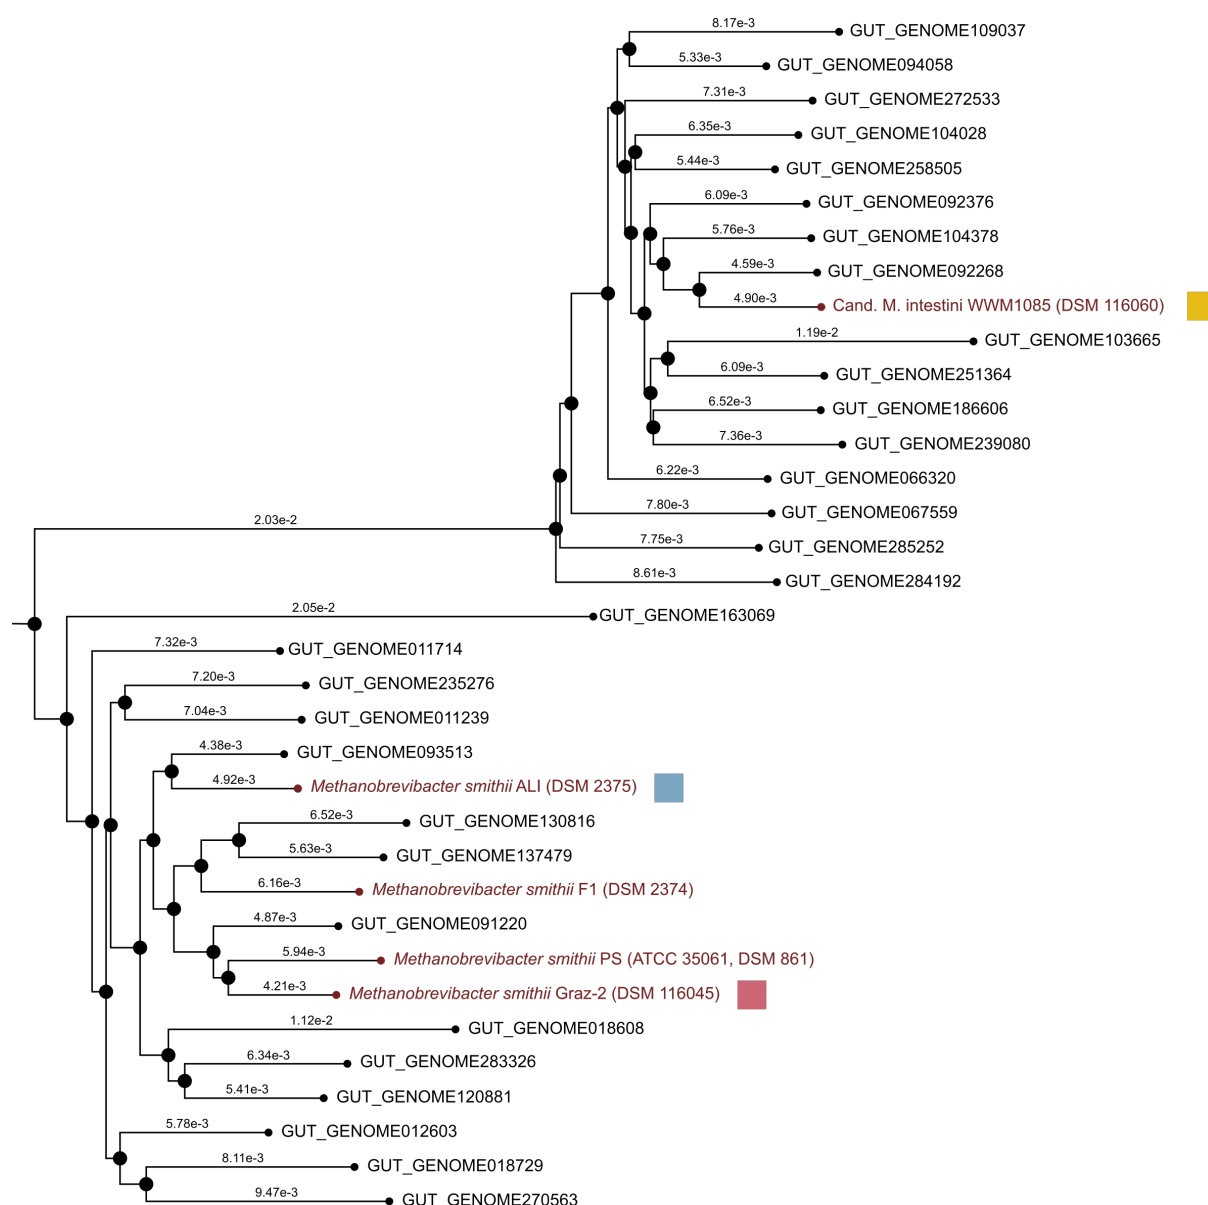 8.17e-3 GUT_GENOME109037
5.33e-3 GUT_GENOME094058
7.31e-3 GUT_GENOME272533
6.35e-3 GUT_GENOME104028
5.44e-3 GUT_GENOME258505
6.09e-3 GUT_GENOME092376
5.76e-3 GUT_GENOME104378
4.59e-3 GUT_GENOME092268
4.90e-3 Cand. M. intestini WWM1085 (DSM 116060)
1.19e-2 GUT_GENOME103665
6.09e-3 GUT_GENOME251364
6.52e-3 GUT_GENOME186606
7.36e-3 GUT_GENOME239080
6.22e-3 GUT_GENOME066320
7.80e-3 GUT_GENOME067559
2.03e-2
7.75e-3 GUT_GENOME285252
8.61e-3 GUT_GENOME284192
2.05e-2 GUT_GENOME163069
7.32e-3 GUT_GENOME011714
7.20e-3 GUT_GENOME235276
7.04e-3 GUT_GENOME011239
4.38e-3 GUT_GENOME093513
4.92e-3 Methanobrevibacter smithii ALI (DSM 2375)
6.52e-3 GUT_GENOME130816
5.63e-3 GUT_GENOME137479
6.16e-3 Methanobrevibacter smithii F1 (DSM 2374)
4.87e-3 GUT_GENOME091220
5.94e-3 Methanobrevibacter smithii PS (ATCC 35061, DSM 861)
4.21e-3 Methanobrevibacter smithii Graz-2 (DSM 116045)
1.12e-2 GUT_GENOME018608
6.34e-3 GUT_GENOME283326
5.41e-3 GUT_GENOME120881
5.78e-3 GUT_GENOME012603
8.11e-3 GUT_GENOME018729
9.47e-3 GUT_GENOME270563